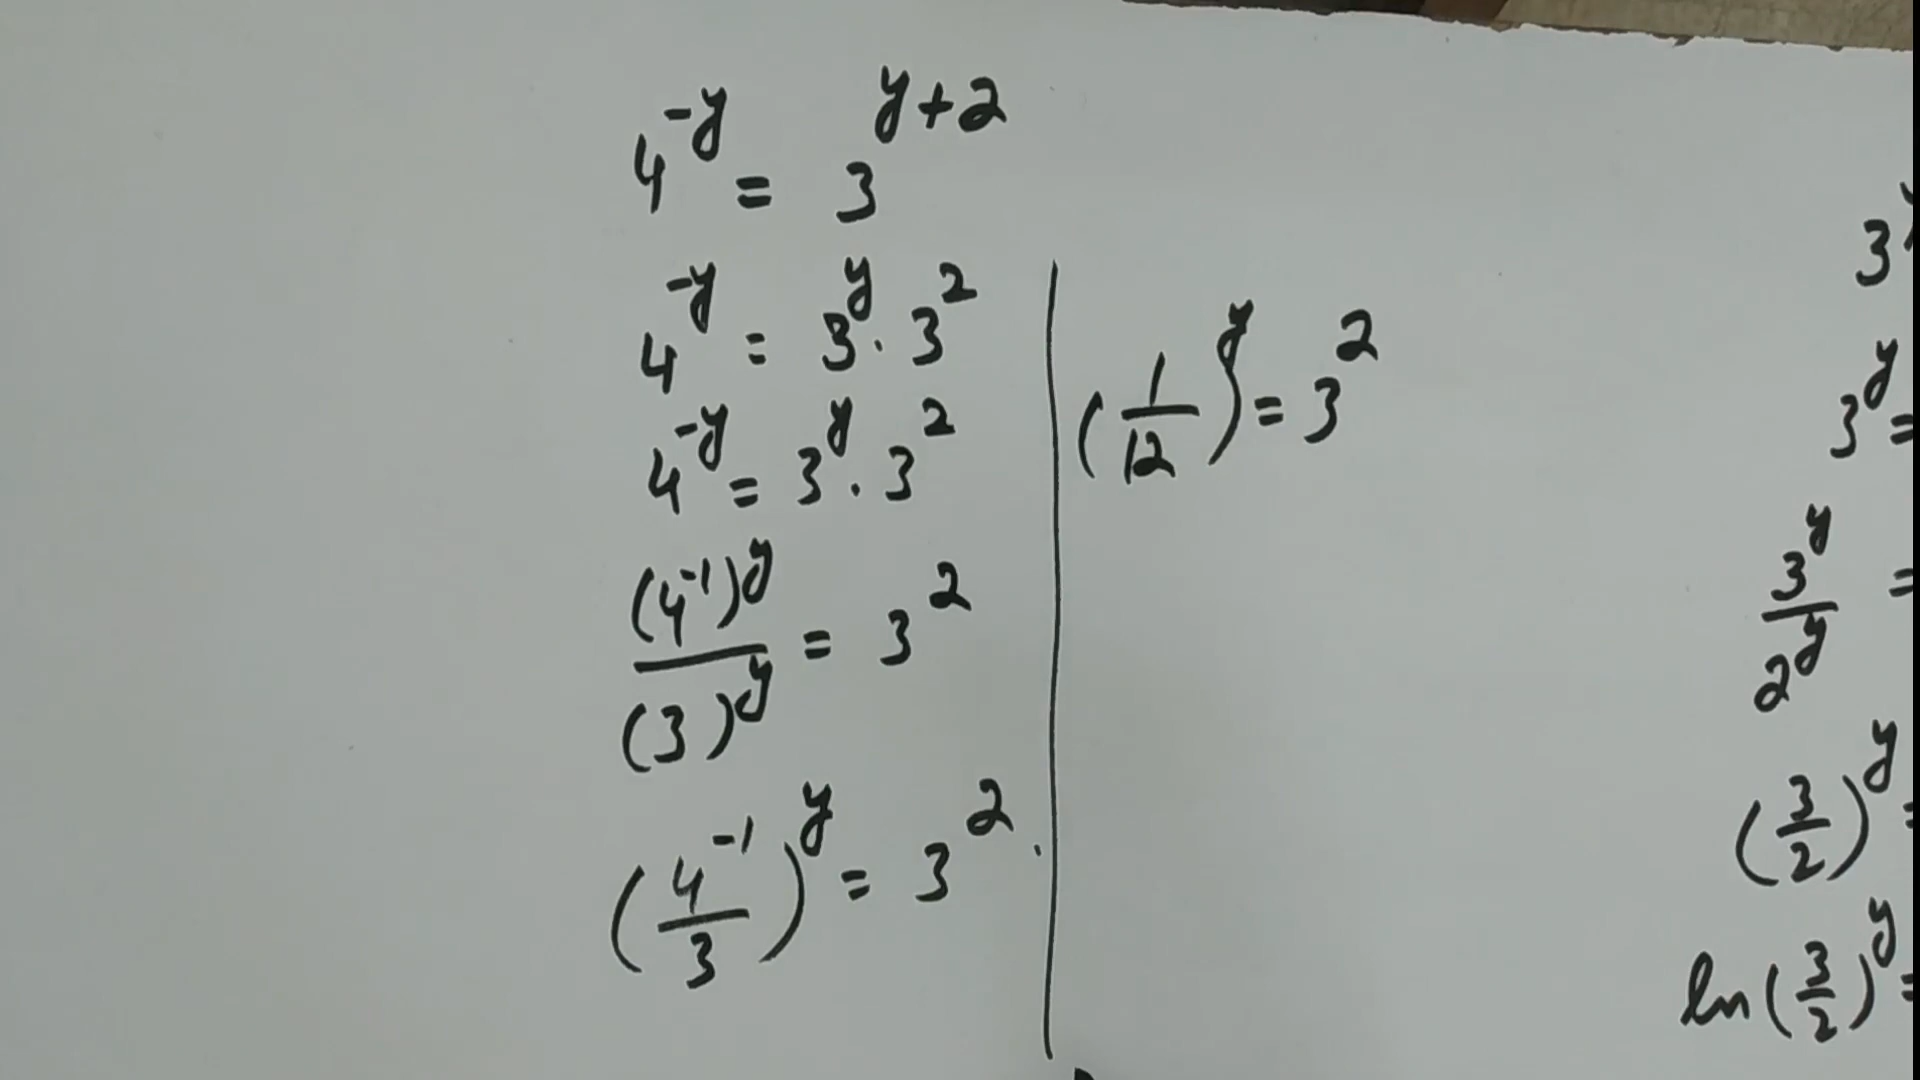 4^{-y} = 3^{y+2}
4^{-y} = 3^y . 3^2
4^{-y} = 3^y . 3^2
(4^{-1})^y / (3)^y = 3^2
(4^{-1} / 3)^y = 3^2 .
(1 / 12)^y = 3^2
3
3^y =
3^y / 2^y =
(3 / 2)^y =
ln (3 / 2)^y =